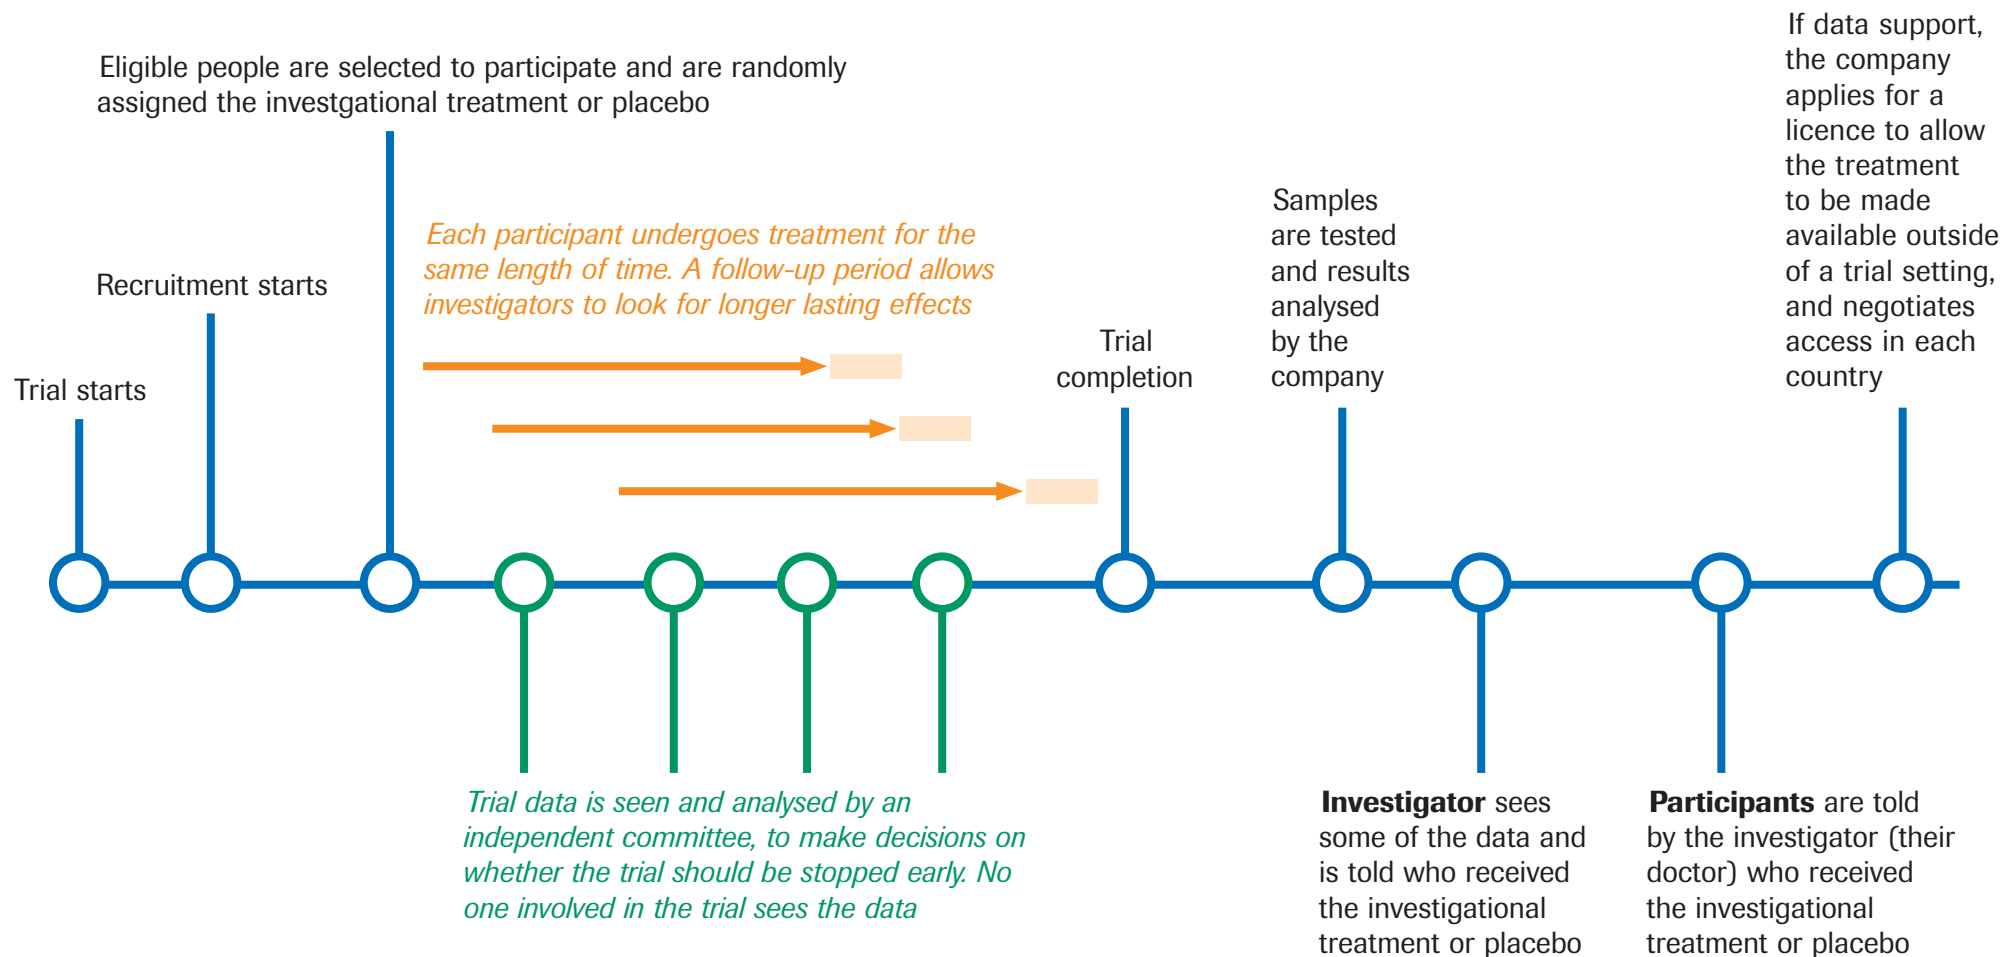 Trial starts
Recruitment starts
Eligible people are selected to participate and are randomly
assigned the investgational treatment or placebo
Each participant undergoes treatment for the
same length of time. A follow-up period allows
investigators to look for longer lasting effects
Trial data is seen and analysed by an
independent committee, to make decisions on
whether the trial should be stopped early. No
one involved in the trial sees the data
Trial
completion
Samples
are tested
and results
analysed
by the
company
Investigator sees
some of the data and
is told who received
the investigational
treatment or placebo
Participants are told
by the investigator (their
doctor) who received
the investigational
treatment or placebo
If data support,
the company
applies for a
licence to allow
the treatment
to be made
available outside
of a trial setting,
and negotiates
access in each
country